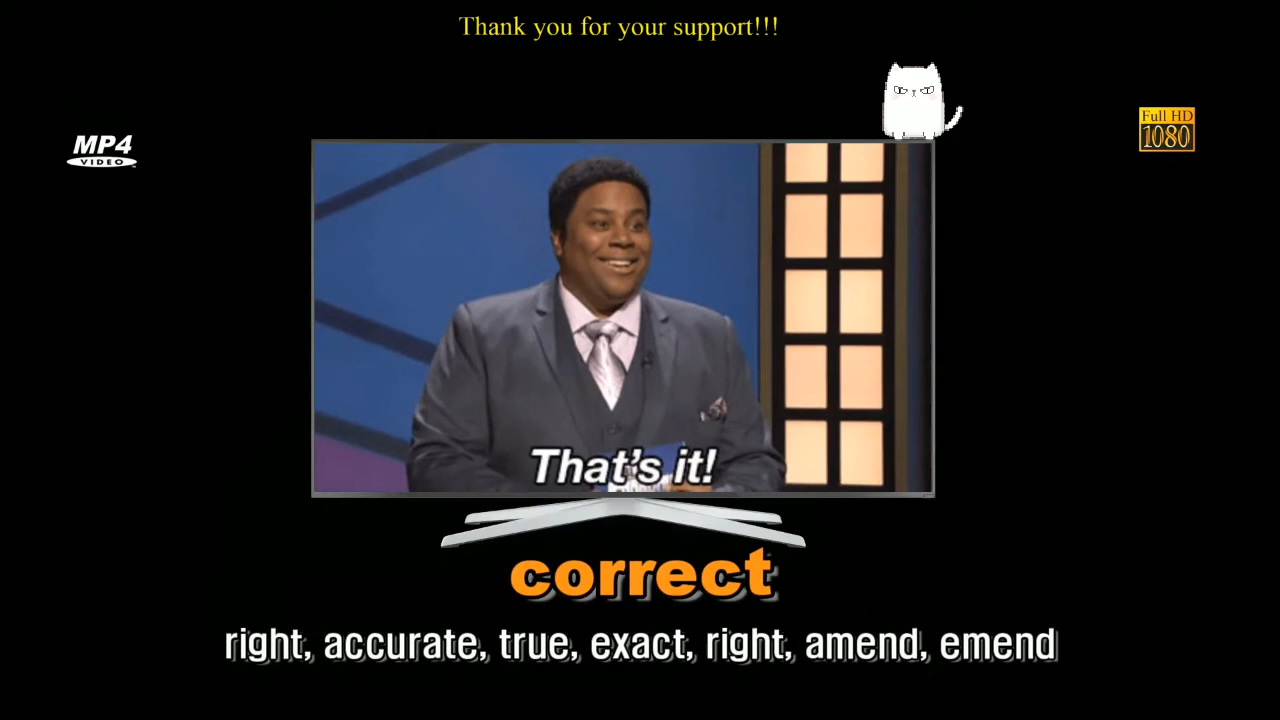 Thank you for your support!!!
MP4
VIDEO
Full HD
1080
That's it!
correct
right, accurate, true, exact, right, amend, emend